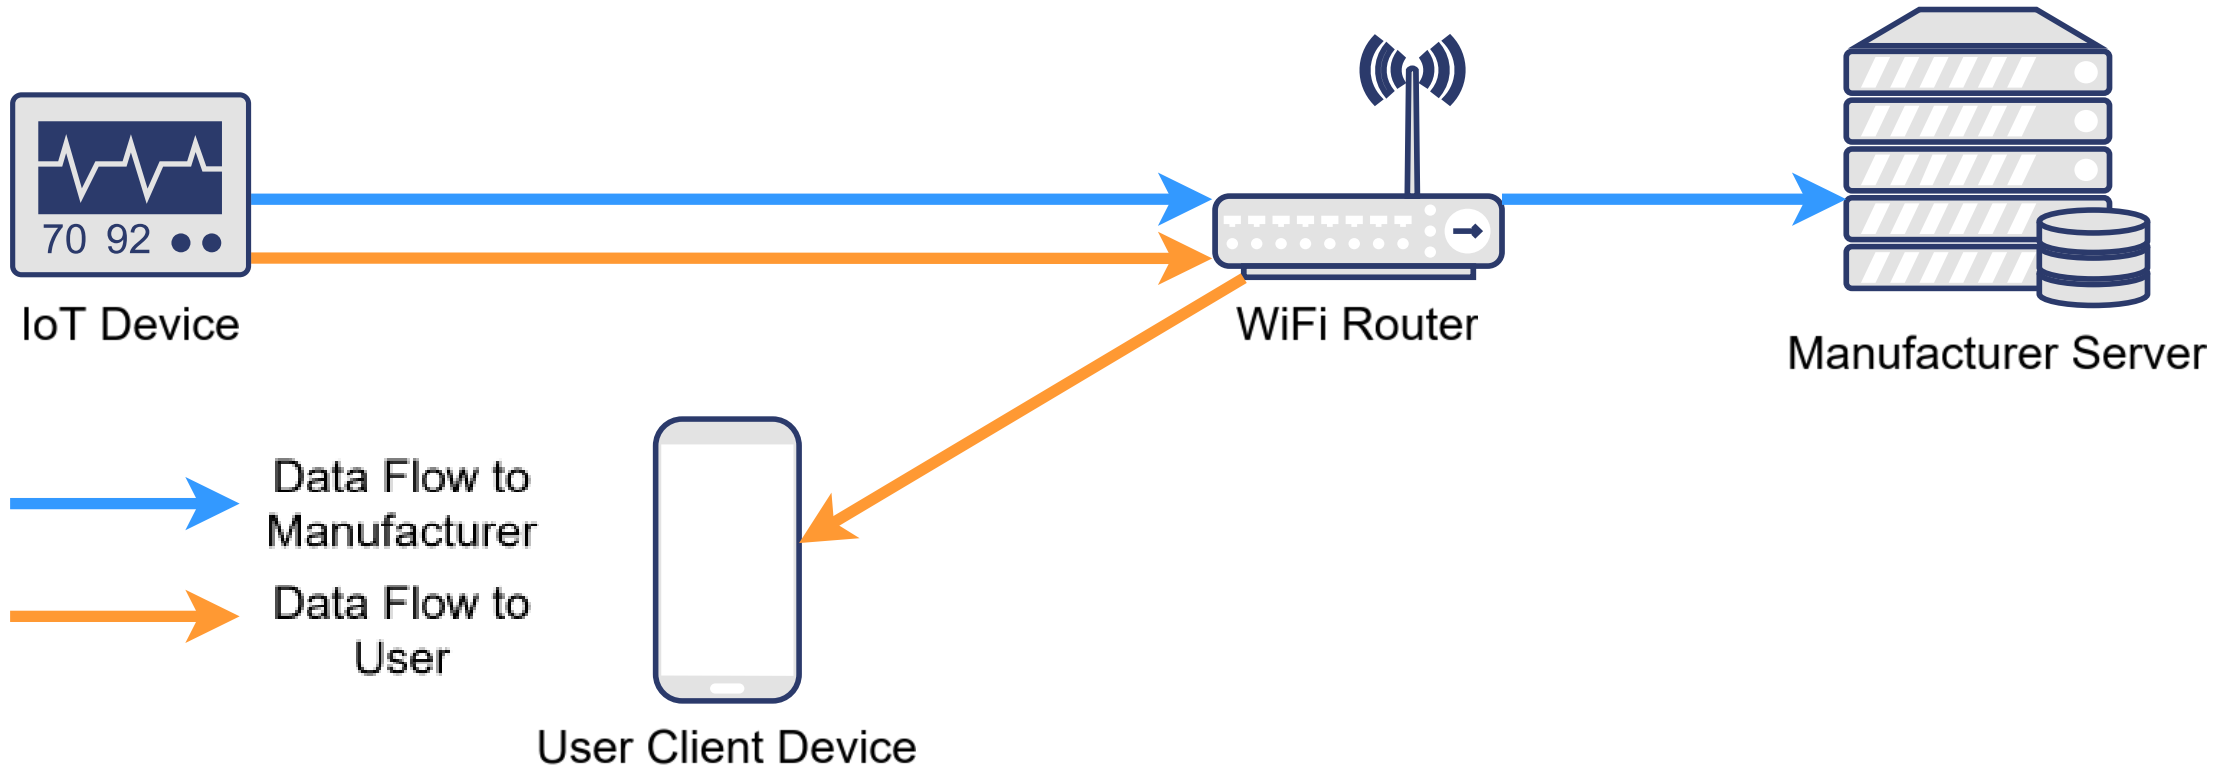 70 92
IoT Device
WiFi Router
Manufacturer Server
Data Flow to
Manufacturer
Data Flow to
User
User Client Device